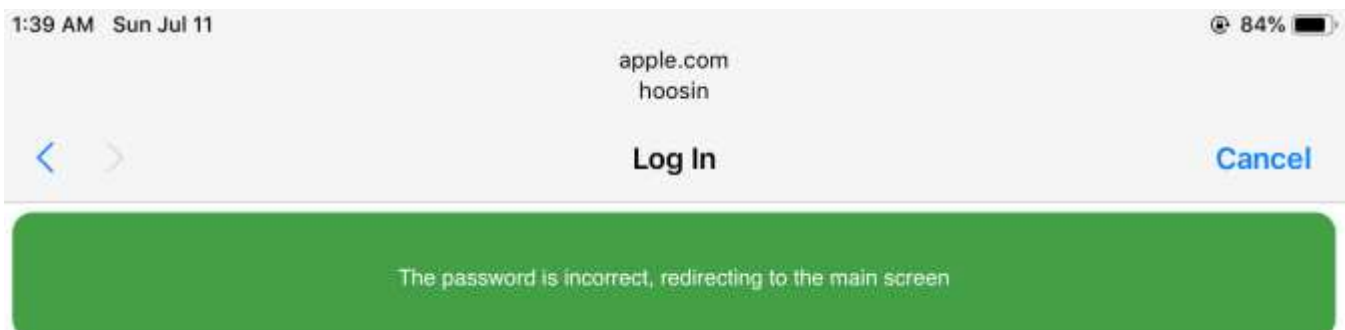 1:39 AM Sun Jul 11 84%
apple.com
hoosin
Log In Cancel
The password is incorrect, redirecting to the main screen